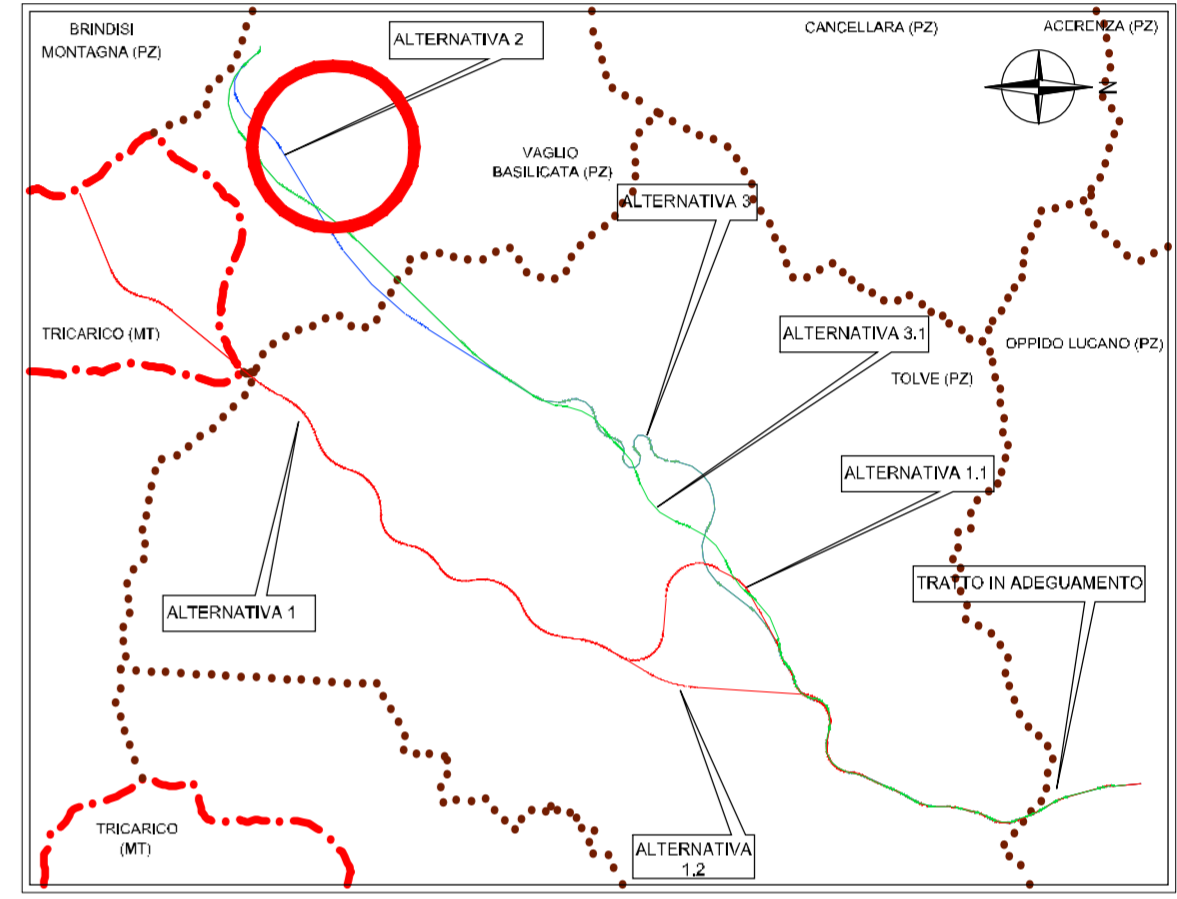 BRINDISI
MONTAGNA (PZ)
ALTERNATIVA 2
CANCELLARA (PZ)
ACERENZA (PZ)
N
VAGLIO
BASILICATA (PZ)
ALTERNATIVA 3
TRICARICO (MT)
ALTERNATIVA 3.1
OPPIDO LUCANO (PZ)
TOLVE (PZ)
ALTERNATIVA 1.1
TRATTO IN ADEGUAMENTO
ALTERNATIVA 1
TRICARICO
(MT)
ALTERNATIVA
1.2